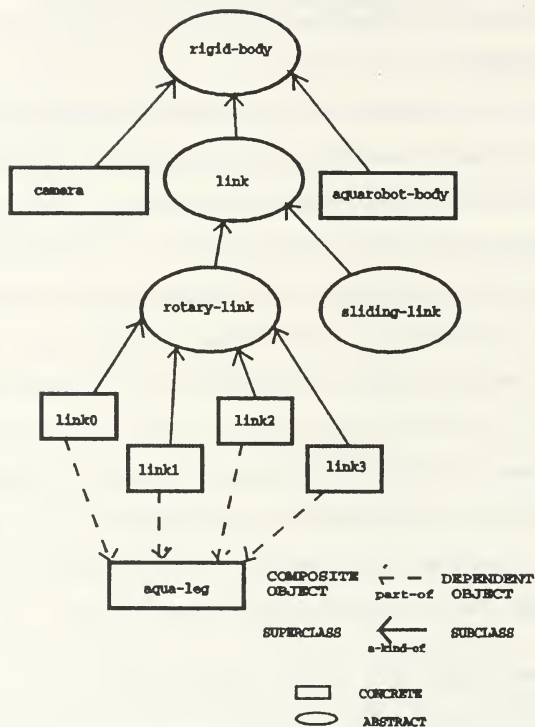 rigid-body
camera
link
aquarobot-body
rotary-link
sliding-link
link0
link2
link1
link3
aqua-leg
COMPOSITE OBJECT
part-of
DEPENDENT OBJECT
SUPERCLASS
a-kind-of
SUBCLASS
CONCRETE
ABSTRACT